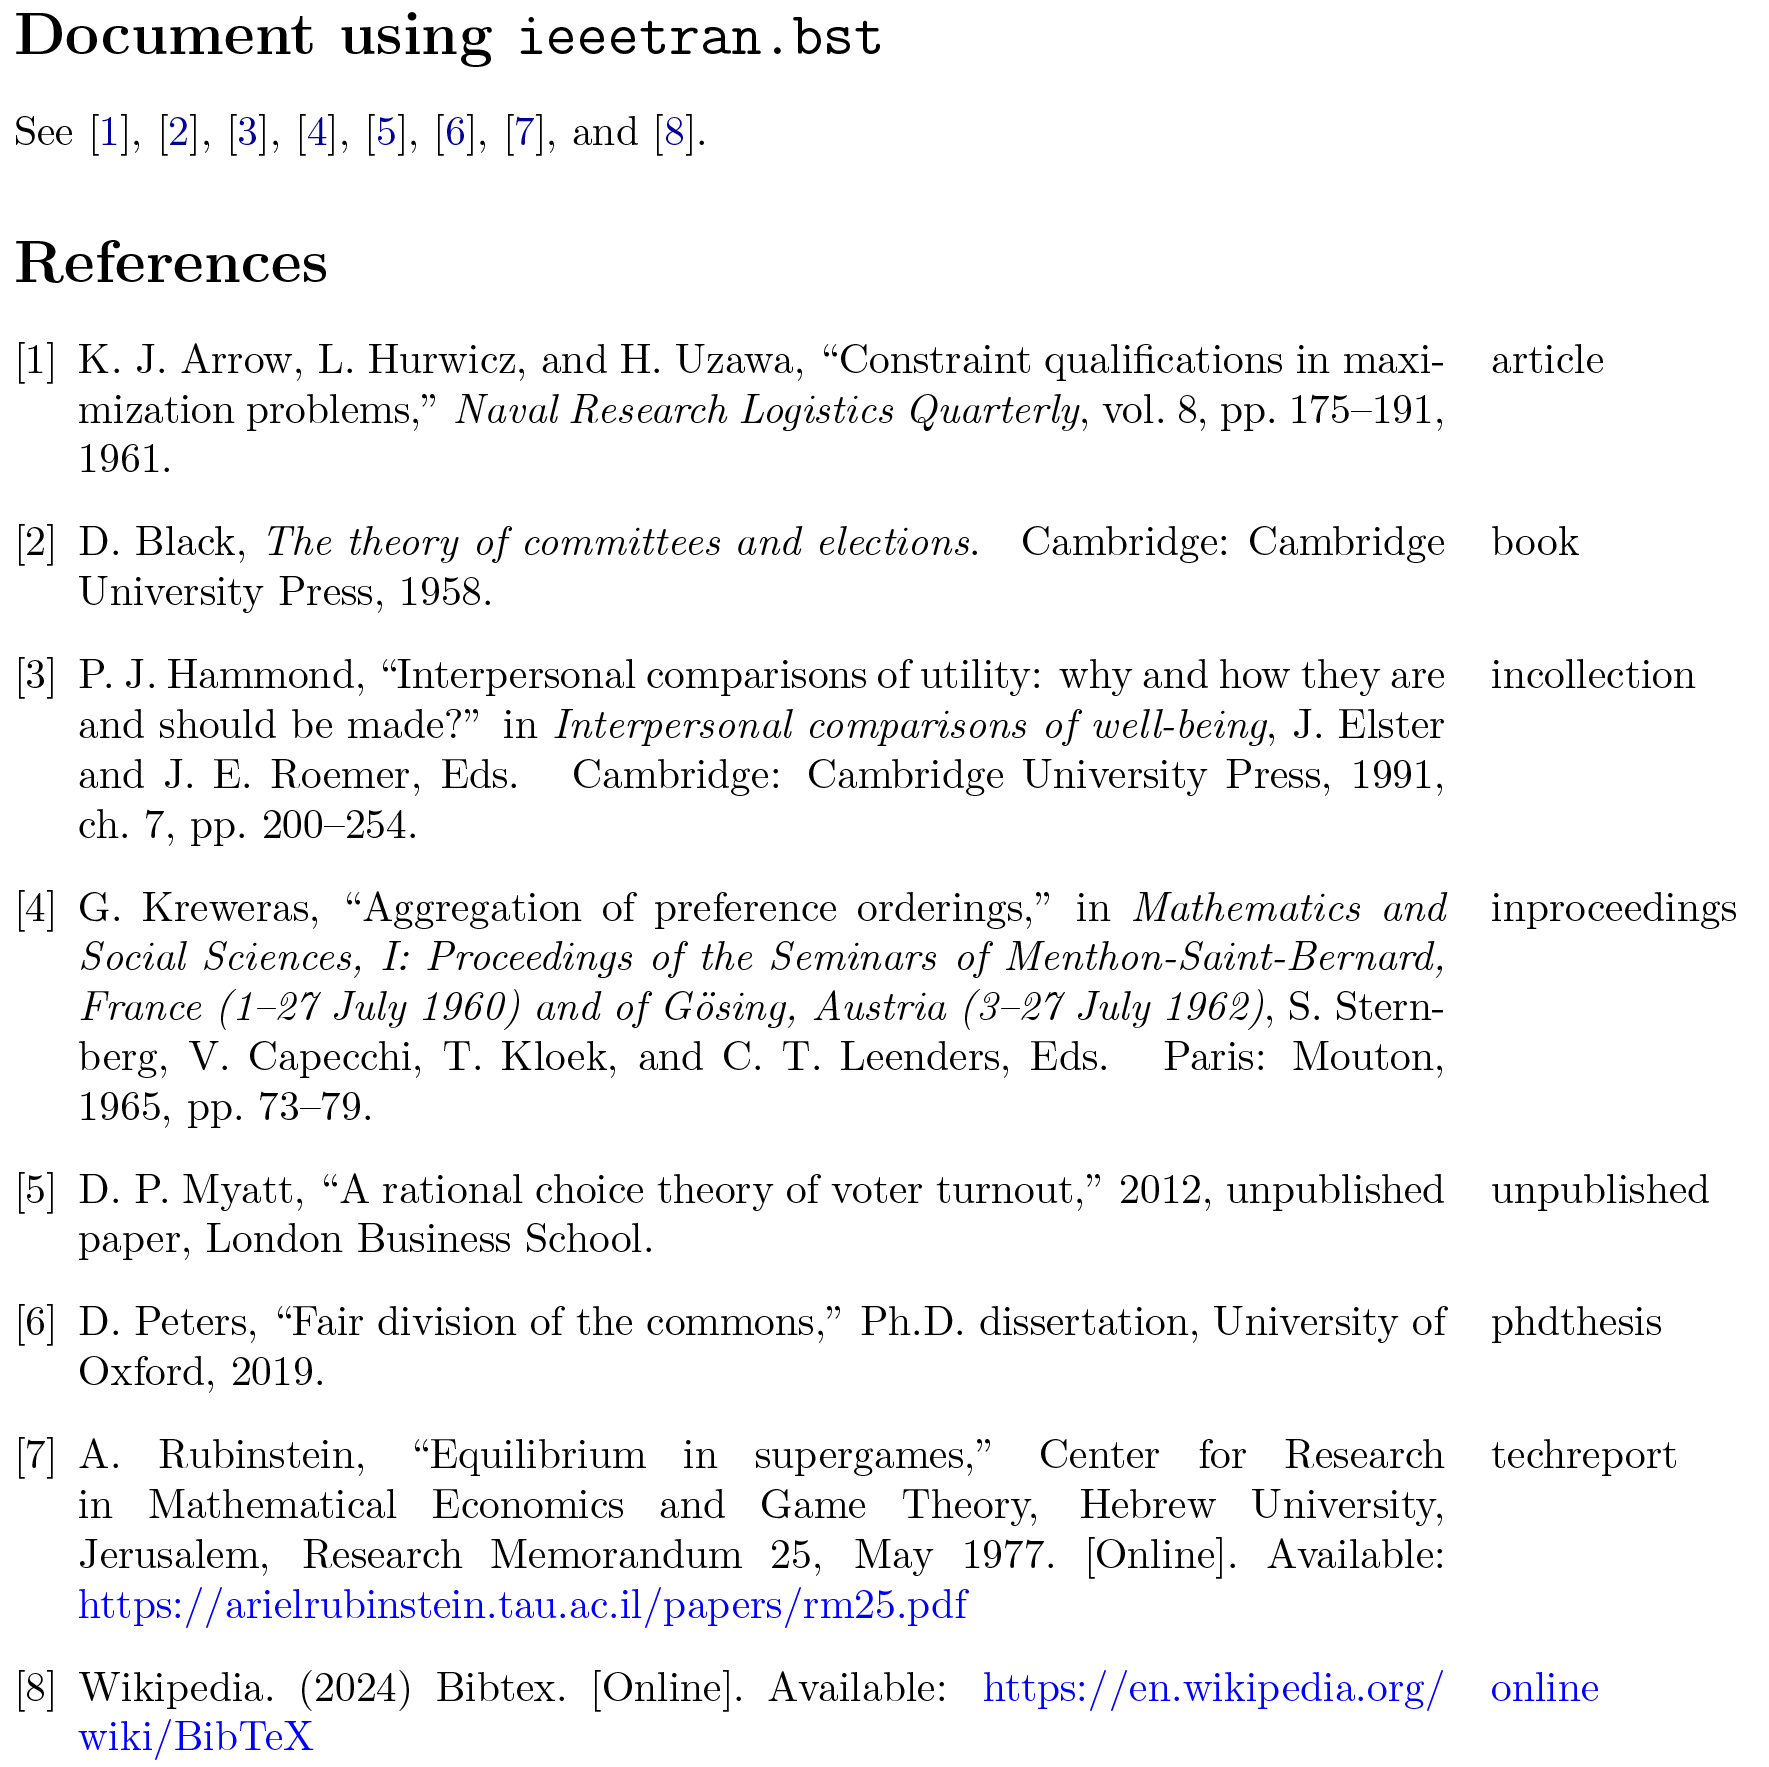 Document using ieeetran.bst
See [1], [2], [3], [4], [5], [6], [7], and [8].
References
[1] K. J. Arrow, L. Hurwicz, and H. Uzawa, “Constraint qualifications in maxi- article
mization problems,” Naval Research Logistics Quarterly, vol. 8, pp. 175–191,
1961.
[2] D. Black, The theory of committees and elections. Cambridge: Cambridge book
University Press, 1958.
[3] P. J. Hammond, “Interpersonal comparisons of utility: why and how they are incollection
and should be made?” in Interpersonal comparisons of well-being, J. Elster
and J. E. Roemer, Eds. Cambridge: Cambridge University Press, 1991,
ch. 7, pp. 200–254.
[4] G. Kreweras, “Aggregation of preference orderings,” in Mathematics and inproceedings
Social Sciences, I: Proceedings of the Seminars of Menthon-Saint-Bernard,
France (1–27 July 1960) and of Gösing, Austria (3–27 July 1962), S. Stern-
berg, V. Capecchi, T. Kloek, and C. T. Leenders, Eds. Paris: Mouton,
1965, pp. 73–79.
[5] D. P. Myatt, “A rational choice theory of voter turnout,” 2012, unpublished unpublished
paper, London Business School.
[6] D. Peters, “Fair division of the commons,” Ph.D. dissertation, University of phdthesis
Oxford, 2019.
[7] A. Rubinstein, “Equilibrium in supergames,” Center for Research techreport
in Mathematical Economics and Game Theory, Hebrew University,
Jerusalem, Research Memorandum 25, May 1977. [Online]. Available:
https://arielrubinstein.tau.ac.il/papers/rm25.pdf
[8] Wikipedia. (2024) Bibtex. [Online]. Available: https://en.wikipedia.org/ online
wiki/BibTeX